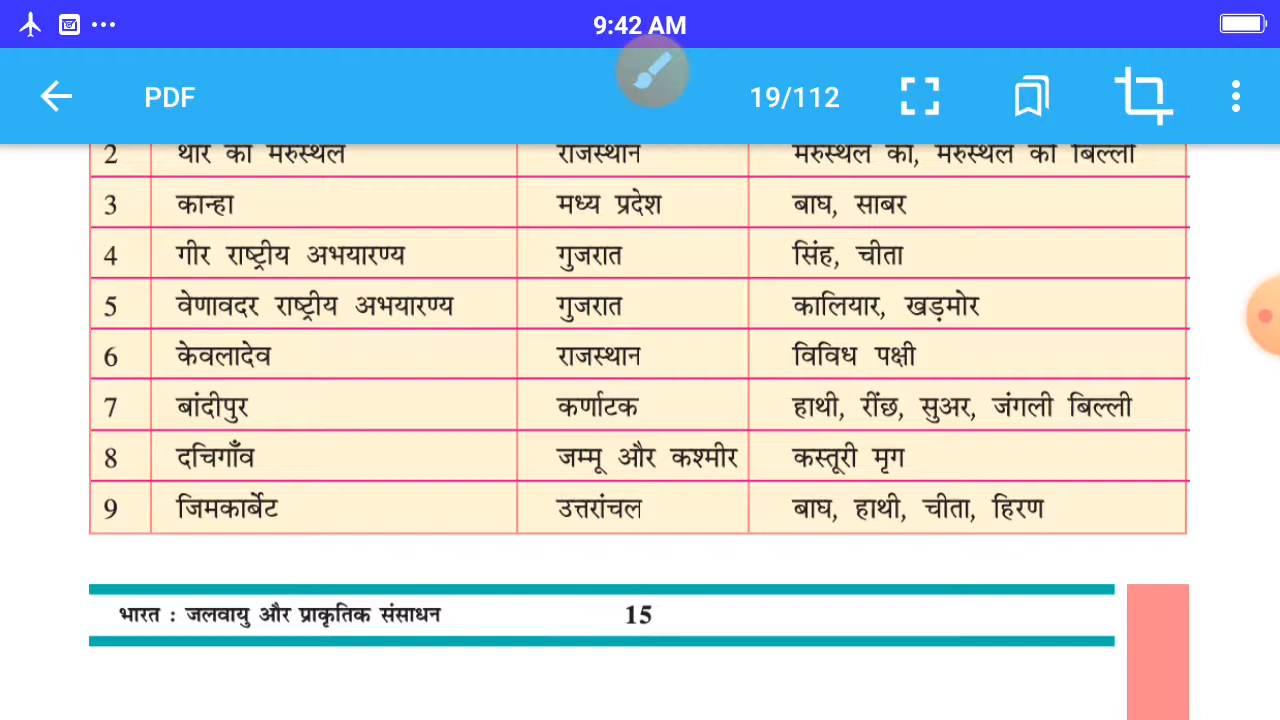 9:42 AM
PDF
19/112
2 थार का मरुस्थल राजस्थान मरुस्थल का, मरुस्थल की बिल्ली
3 कान्हा मध्य प्रदेश बाघ, साबर
4 गीर राष्ट्रीय अभयारण्य गुजरात सिंह, चीता
5 वेणावदर राष्ट्रीय अभयारण्य गुजरात कालियार, खड़मोर
6 केवलादेव राजस्थान विविध पक्षी
7 बांदीपुर कर्णाटक हाथी, रींछ, सुअर, जंगली बिल्ली
8 दचिगाँव जम्मू और कश्मीर कस्तूरी मृग
9 जिमकार्बेट उत्तरांचल बाघ, हाथी, चीता, हिरण
भारत : जलवायु और प्राकृतिक संसाधन 15